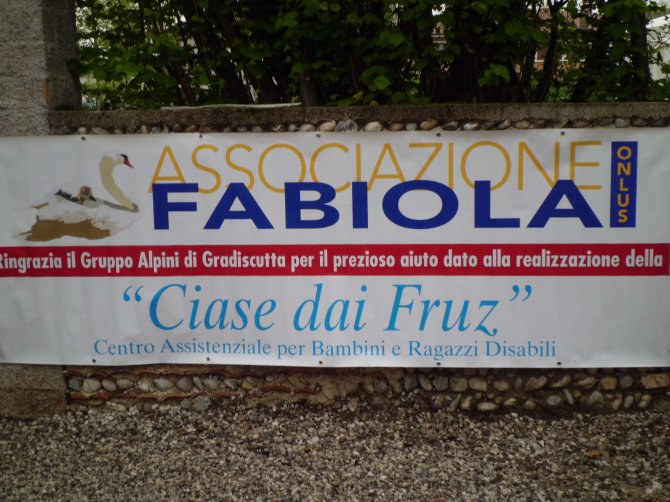 ASSOCIAZIONE
FABIOLA
ONLUS
Ringrazia il Gruppo Alpini di Gradiscutta per il prezioso aiuto dato alla realizzazione della
“Ciase dai Fruz”
Centro Assistenziale per Bambini e Ragazzi Disabili